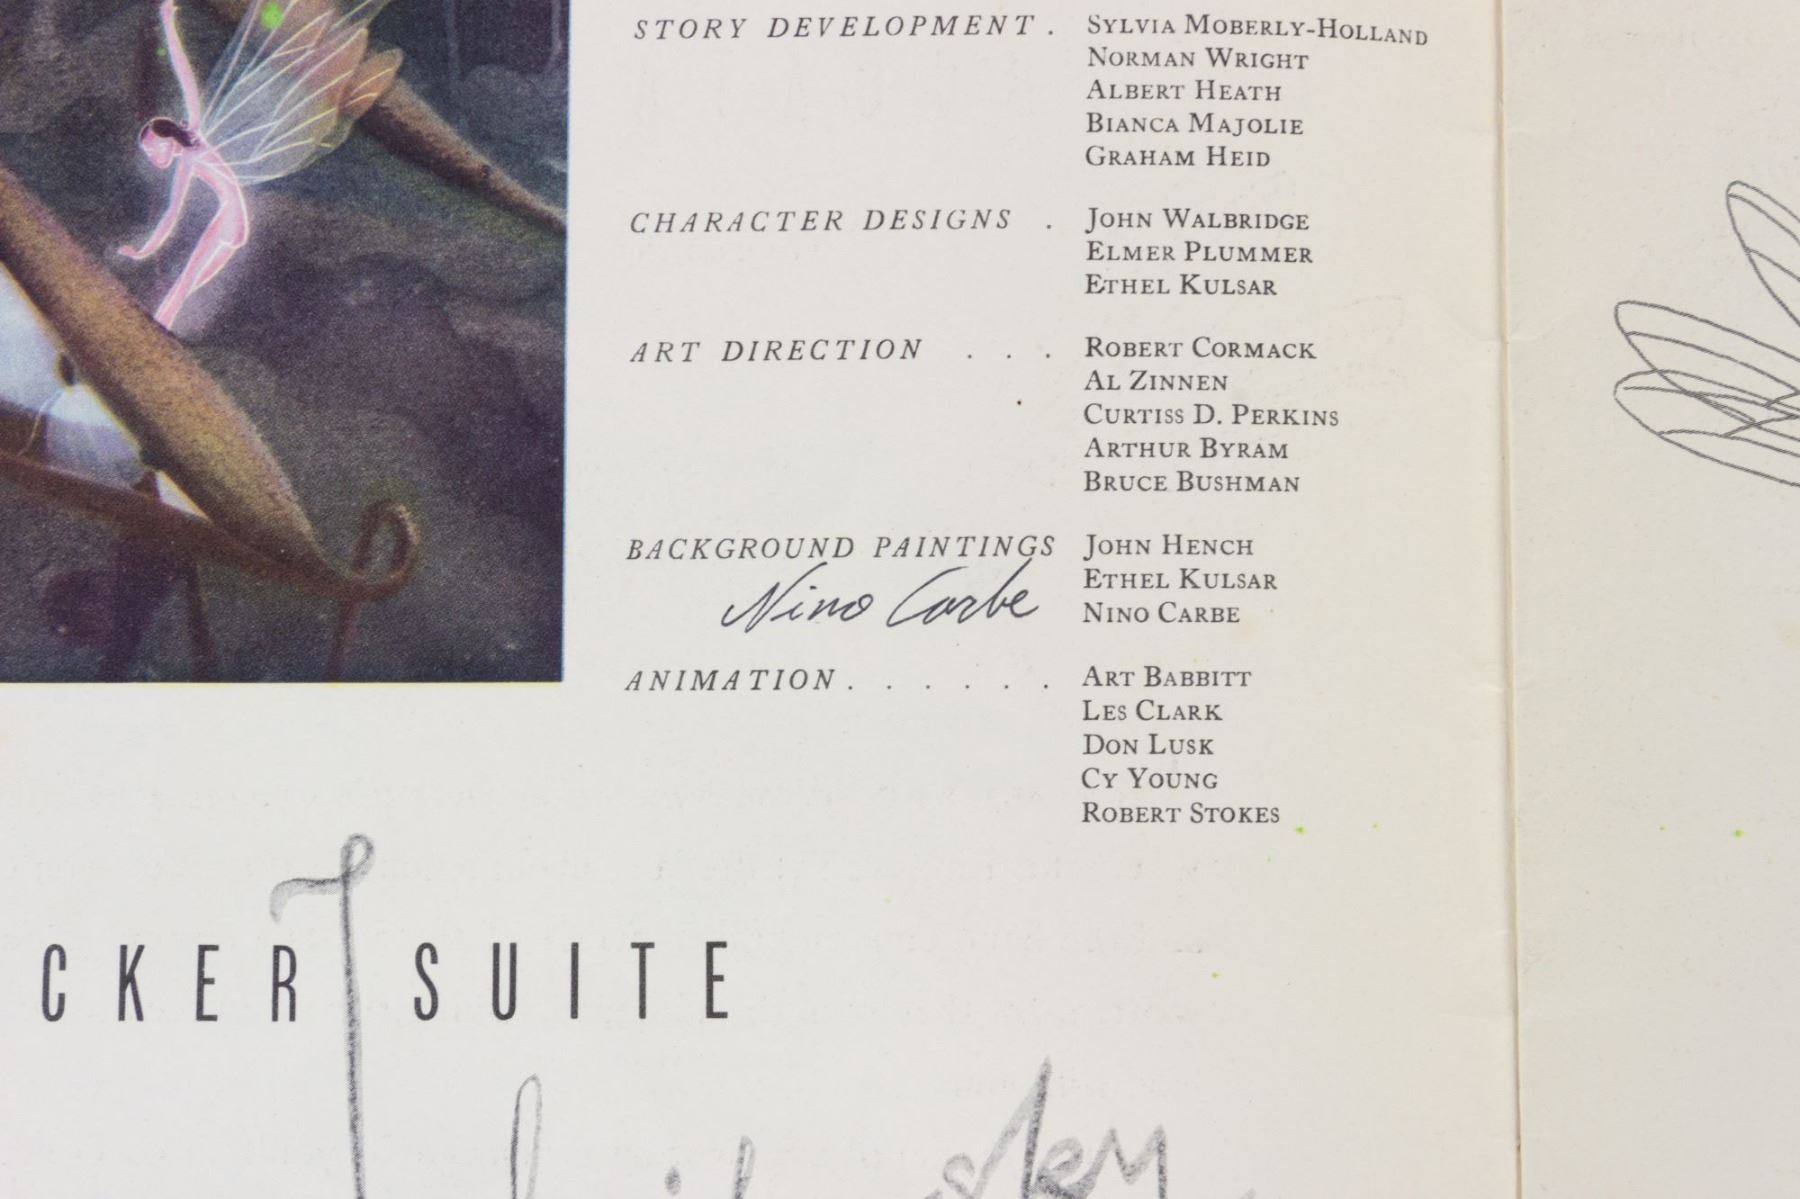 STORY DEVELOPMENT . SYLVIA MOBERLY-HOLLAND
NORMAN WRIGHT
ALBERT HEATH
BIANCA MAJOLIE
GRAHAM HEID
CHARACTER DESIGNS . JOHN WALBRIDGE
ELMER PLUMMER
ETHEL KULSAR
ART DIRECTION . . . ROBERT CORMACK
AL ZINNEN
CURTISS D. PERKINS
ARTHUR BYRAM
BRUCE BUSHMAN
BACKGROUND PAINTINGS JOHN HENCH
ETHEL KULSAR
Nino Carbe NINO CARBE
ANIMATION . . . . . . ART BABBITT
LES CLARK
DON LUSK
CY YOUNG
ROBERT STOKES
CKER SUITE